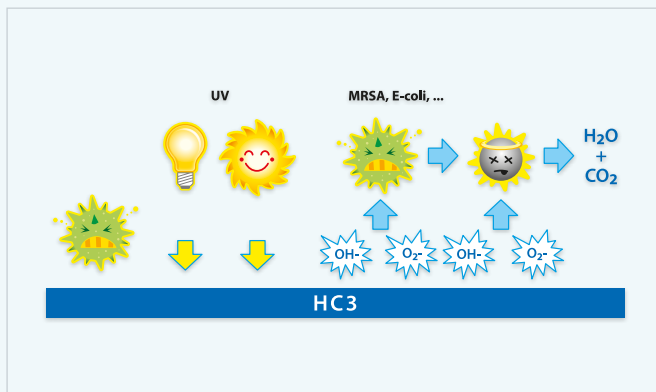 UV
MRSA, E-coli, ...
H₂O
+
CO₂
OH- O₂- OH- O₂-
HC3